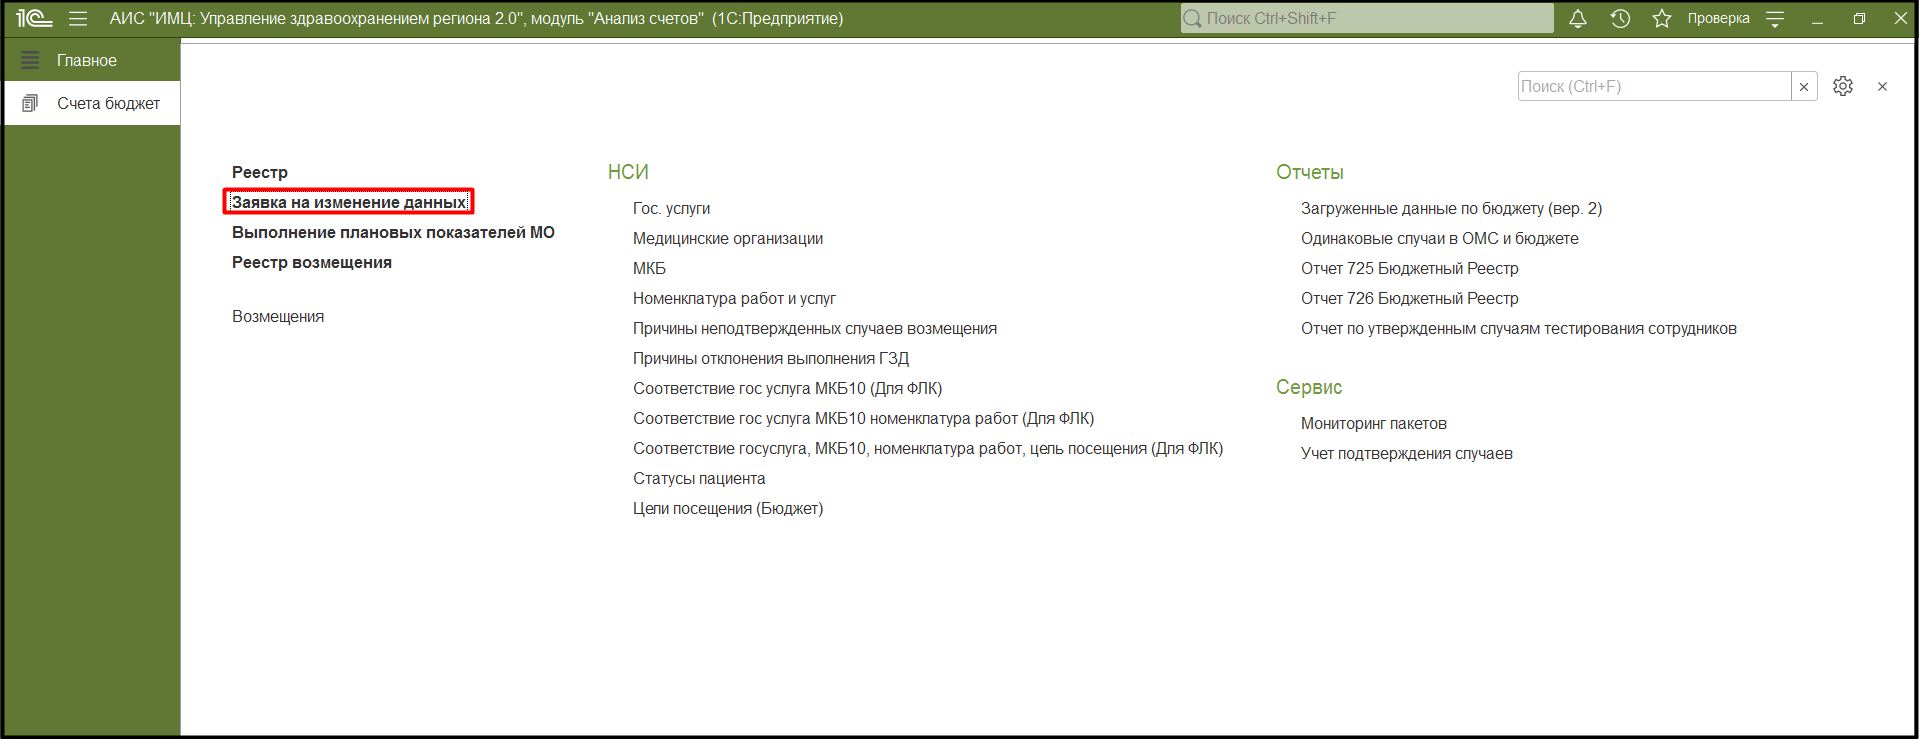 1С АИС "ИМЦ: Управление здравоохранением региона 2.0", модуль "Анализ счетов" (1С:Предприятие)
Поиск Ctrl+Shift+F
Проверка
Главное
Счета бюджет
Поиск (Ctrl+F)
Реестр
Заявка на изменение данных
Выполнение плановых показателей МО
Реестр возмещения
Возмещения
НСИ
Гос. услуги
Медицинские организации
МКБ
Номенклатура работ и услуг
Причины неподтвержденных случаев возмещения
Причины отклонения выполнения ГЗД
Соответствие гос услуга МКБ10 (Для ФЛК)
Соответствие гос услуга МКБ10 номенклатура работ (Для ФЛК)
Соответствие госуслуга, МКБ10, номенклатура работ, цель посещения (Для ФЛК)
Статусы пациента
Цели посещения (Бюджет)
Отчеты
Загруженные данные по бюджету (вер. 2)
Одинаковые случаи в ОМС и бюджете
Отчет 725 Бюджетный Реестр
Отчет 726 Бюджетный Реестр
Отчет по утвержденным случаям тестирования сотрудников
Сервис
Мониторинг пакетов
Учет подтверждения случаев